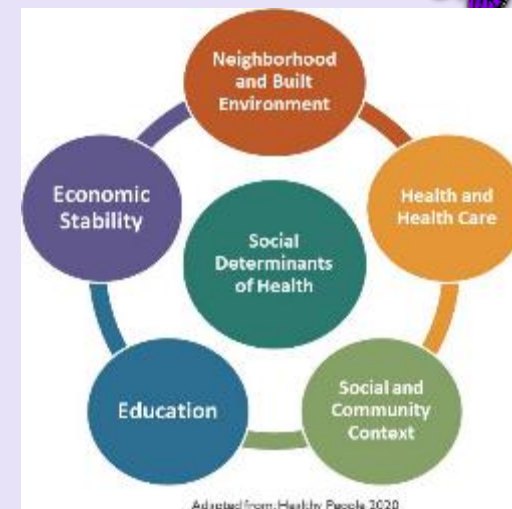 Neighborhood
and Built
Environment
Economic
Stability
Health and
Health Care
Social
Determinants
of Health
Education
Social and
Community
Context
Adapted from: Healthy People 2020